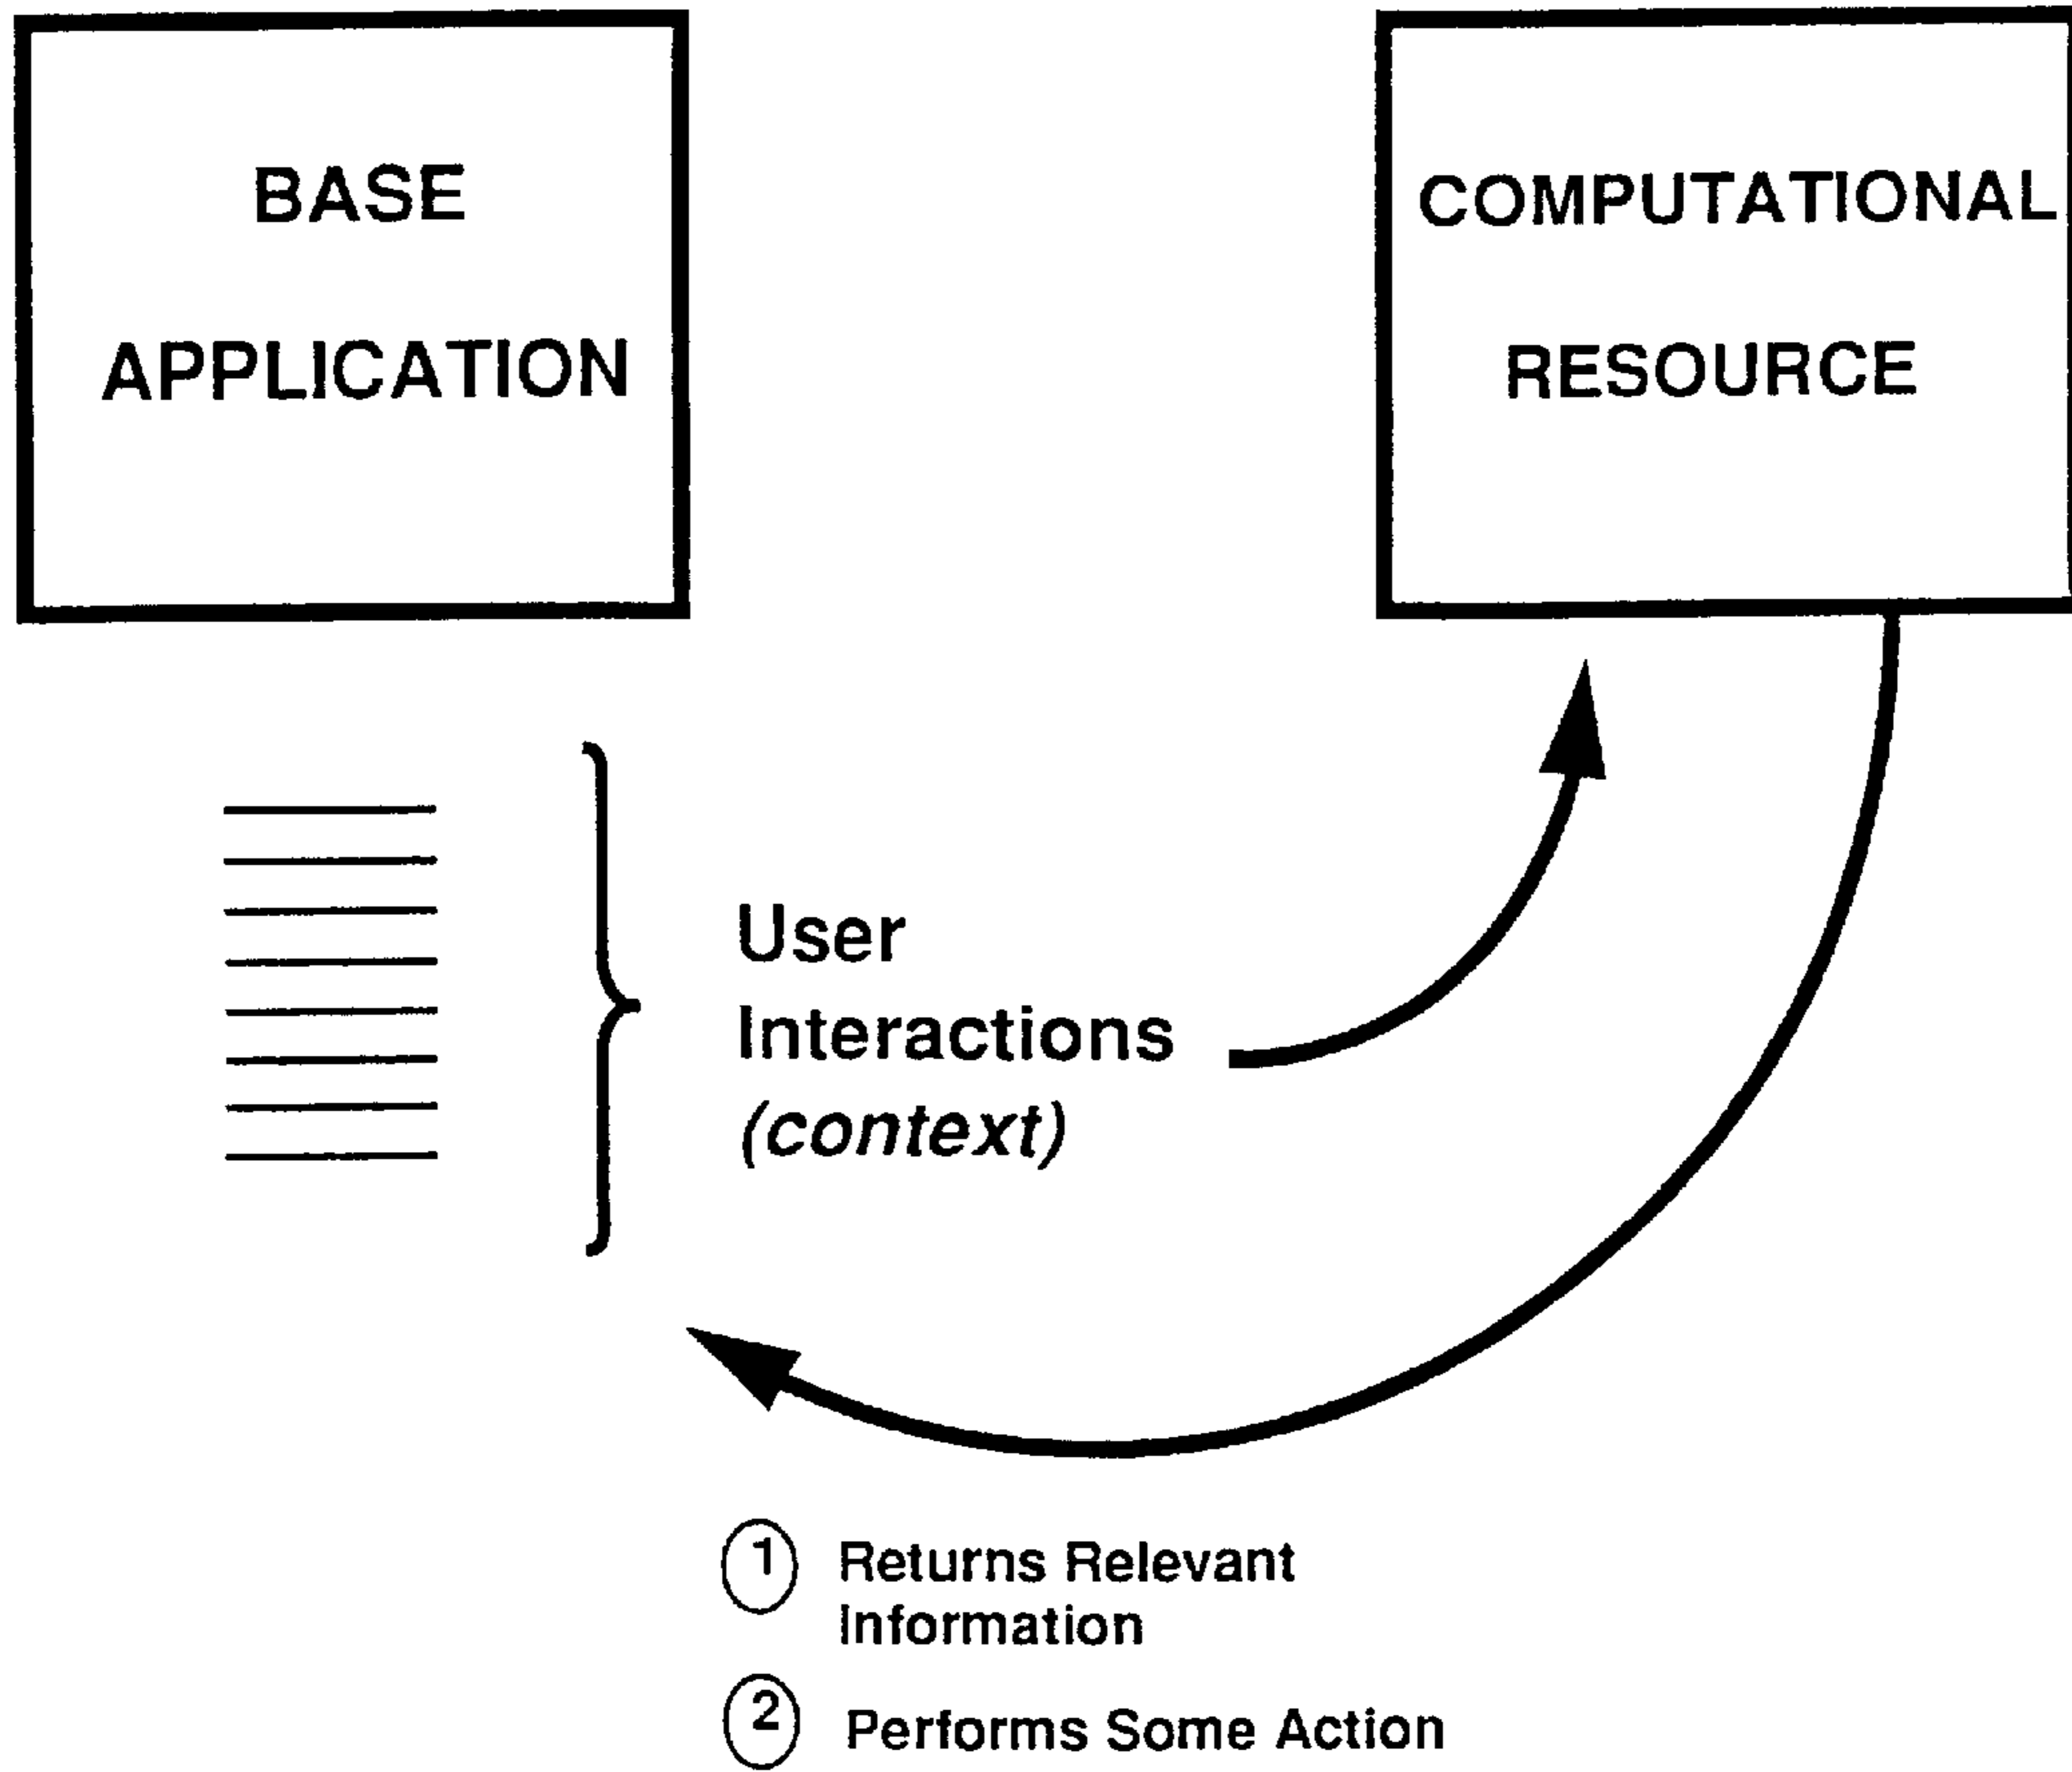 BASE
APPLICATION
COMPUTATIONAL
RESOURCE
User
Interactions
(context)
1 Returns Relevant
Information
2 Performs Some Action